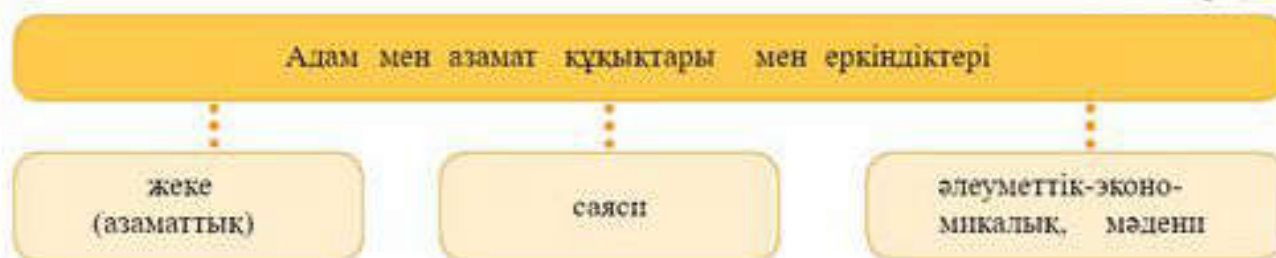 Адам мен азамат құқықтары мен еркіндіктері
жеке
(азаматтық)
саяси
әлеуметтік-эконо-
микалық, мәдени